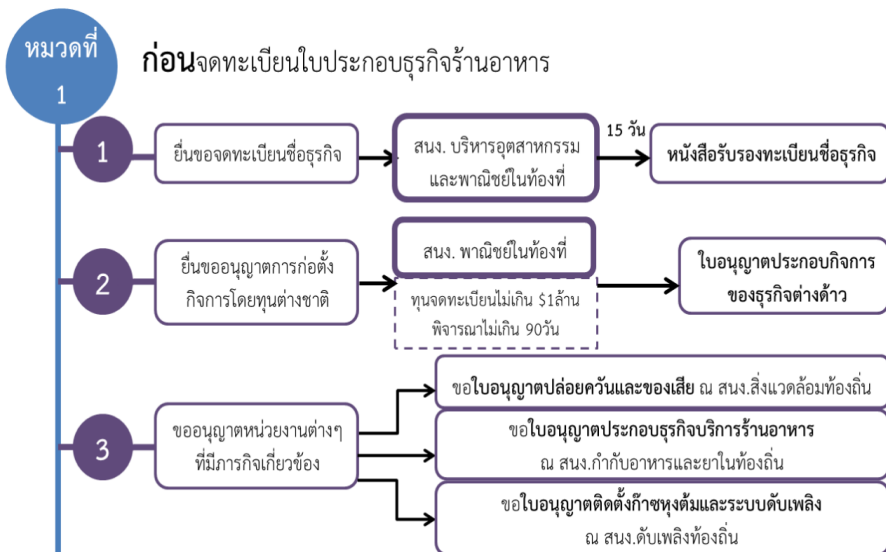 หมวดที่
1
ก่อนจดทะเบียนใบประกอบธุรกิจร้านอาหาร
1
ยื่นขอจดทะเบียนชื่อธุรกิจ
สนง. บริหารอุตสาหกรรม
และพาณิชย์ในท้องที่
15 วัน
หนังสือรับรองทะเบียนชื่อธุรกิจ
2
ยื่นขออนุญาตการก่อตั้ง
กิจการโดยทุนต่างชาติ
สนง. พาณิชย์ในท้องที่
ทุนจดทะเบียนไม่เกิน $1ล้าน
พิจารณาไม่เกิน 90วัน
ใบอนุญาตประกอบกิจการ
ของธุรกิจต่างด้าว
3
ขออนุญาตหน่วยงานต่างๆ
ที่มีภารกิจเกี่ยวข้อง
ขอใบอนุญาตปล่อยควันและของเสีย ณ สนง.สิ่งแวดล้อมท้องถิ่น
ขอใบอนุญาตประกอบธุรกิจบริการร้านอาหาร
ณ สนง.กำกับอาหารและยาในท้องถิ่น
ขอใบอนุญาตติดตั้งก๊าซหุงต้มและระบบดับเพลิง
ณ สนง.ดับเพลิงท้องถิ่น